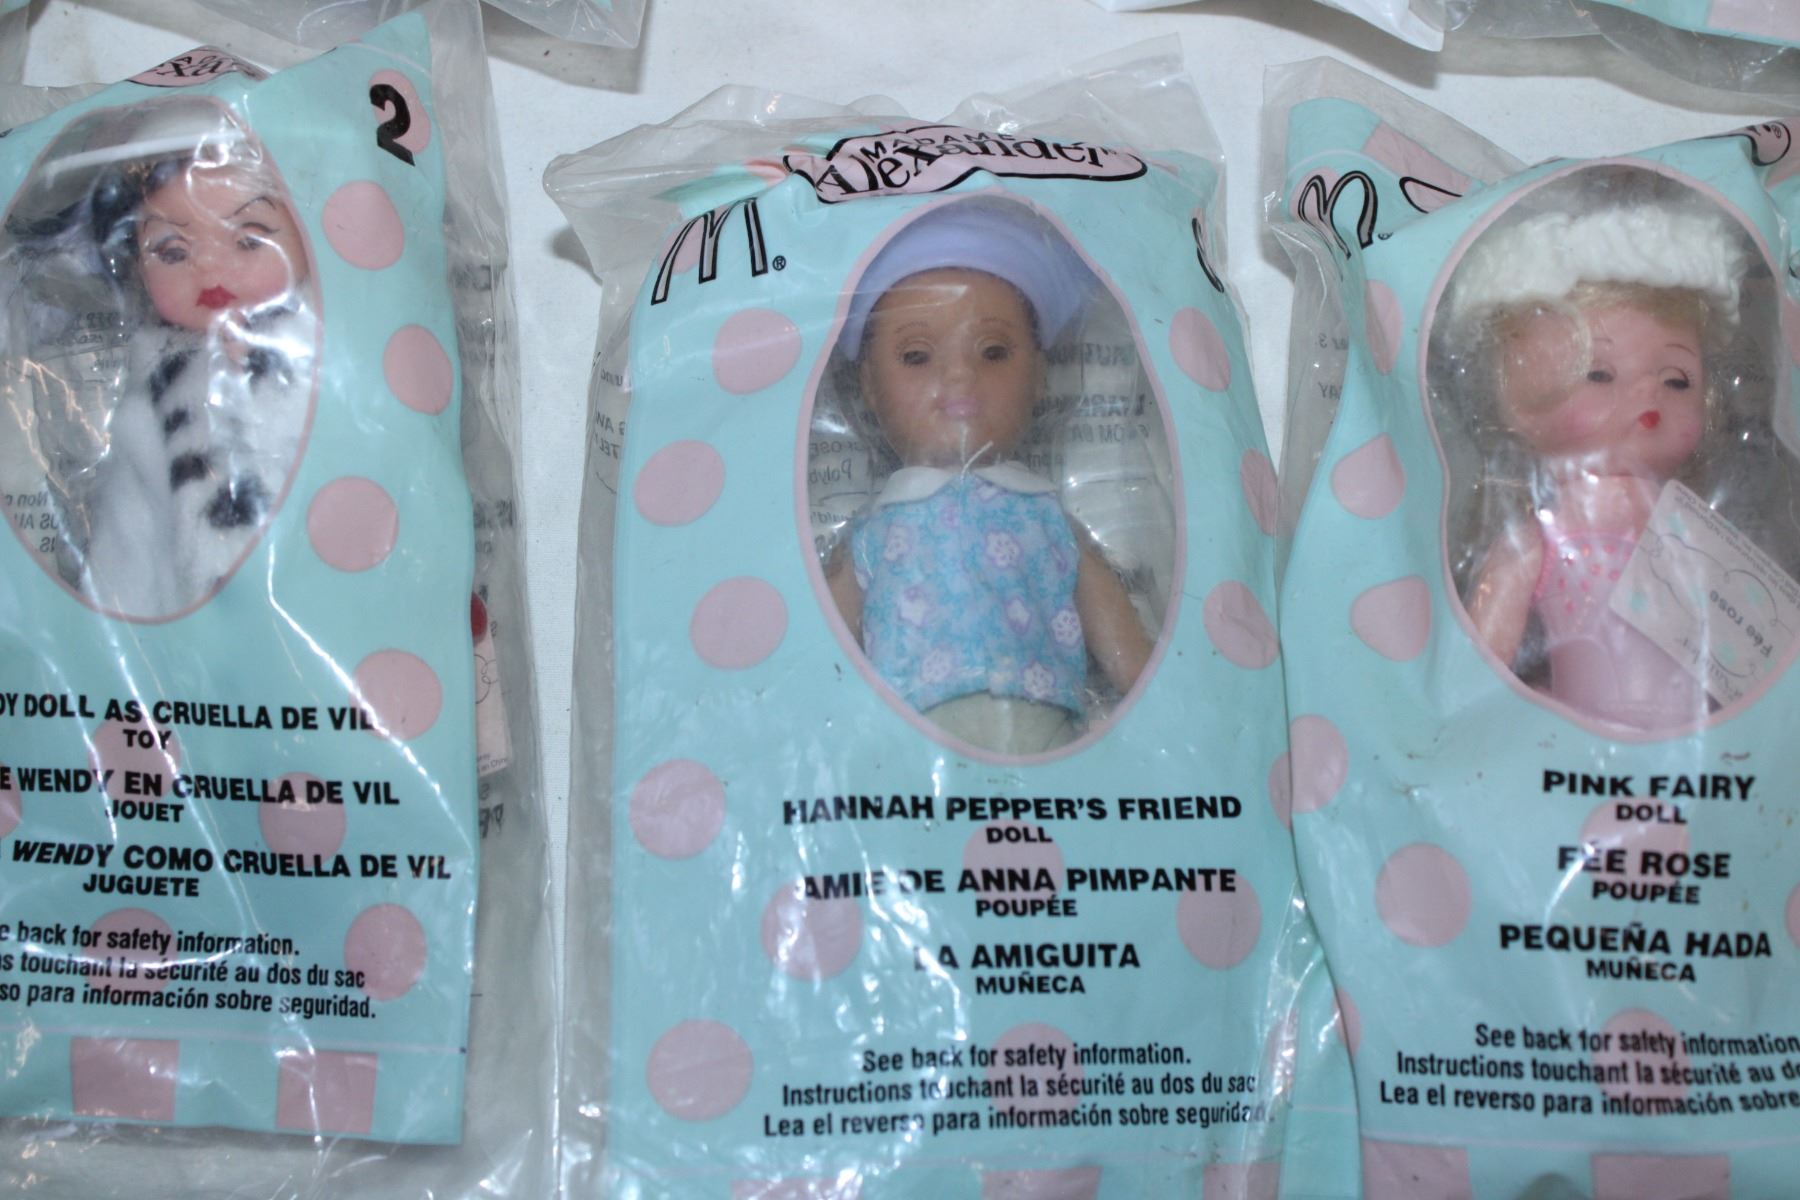 2
DOLL AS CRUELLA DE VIL
TOY
WENDY EN CRUELLA DE VIL
JOUET
WENDY COMO CRUELLA DE VIL
JUGUETE
back for safety information.
touchant la sécurité au dos du sac
para información sobre seguridad.
MADAME
Alexander
M®
HANNAH PEPPER'S FRIEND
DOLL
AMIE DE ANNA PIMPANTE
POUPÉE
LA AMIGUITA
MUÑECA
See back for safety information.
Instructions touchant la sécurité au dos du sac
Lea el reverso para información sobre seguridad.
M®
Fée rose
PINK FAIRY
DOLL
FÉE ROSE
POUPÉE
PEQUEÑA HADA
MUÑECA
See back for safety information
Instructions touchant la sécurité au
Lea el reverso para información sobre